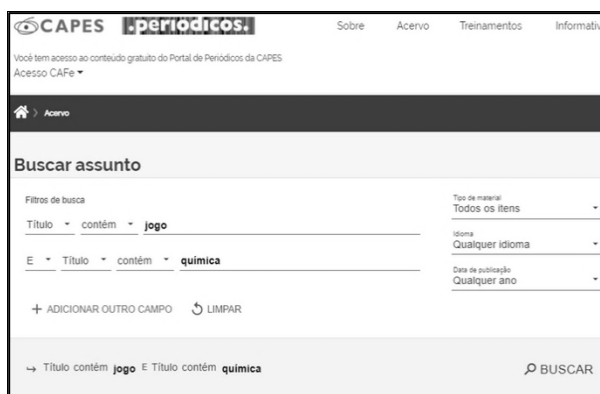 CAPES .periodicos. Sobre Acervo Treinamentos Informativ
Você tem acesso ao conteúdo gratuito do Portal de Periódicos da CAPES
Acesso CAFe
Acervo
Buscar assunto
Filtros de busca
Título contém jogo
E Título contém química
+ ADICIONAR OUTRO CAMPO LIMPAR
Tipo de material
Todos os itens
Idioma
Qualquer idioma
Data de publicação
Qualquer ano
Título contém jogo E Título contém química
BUSCAR